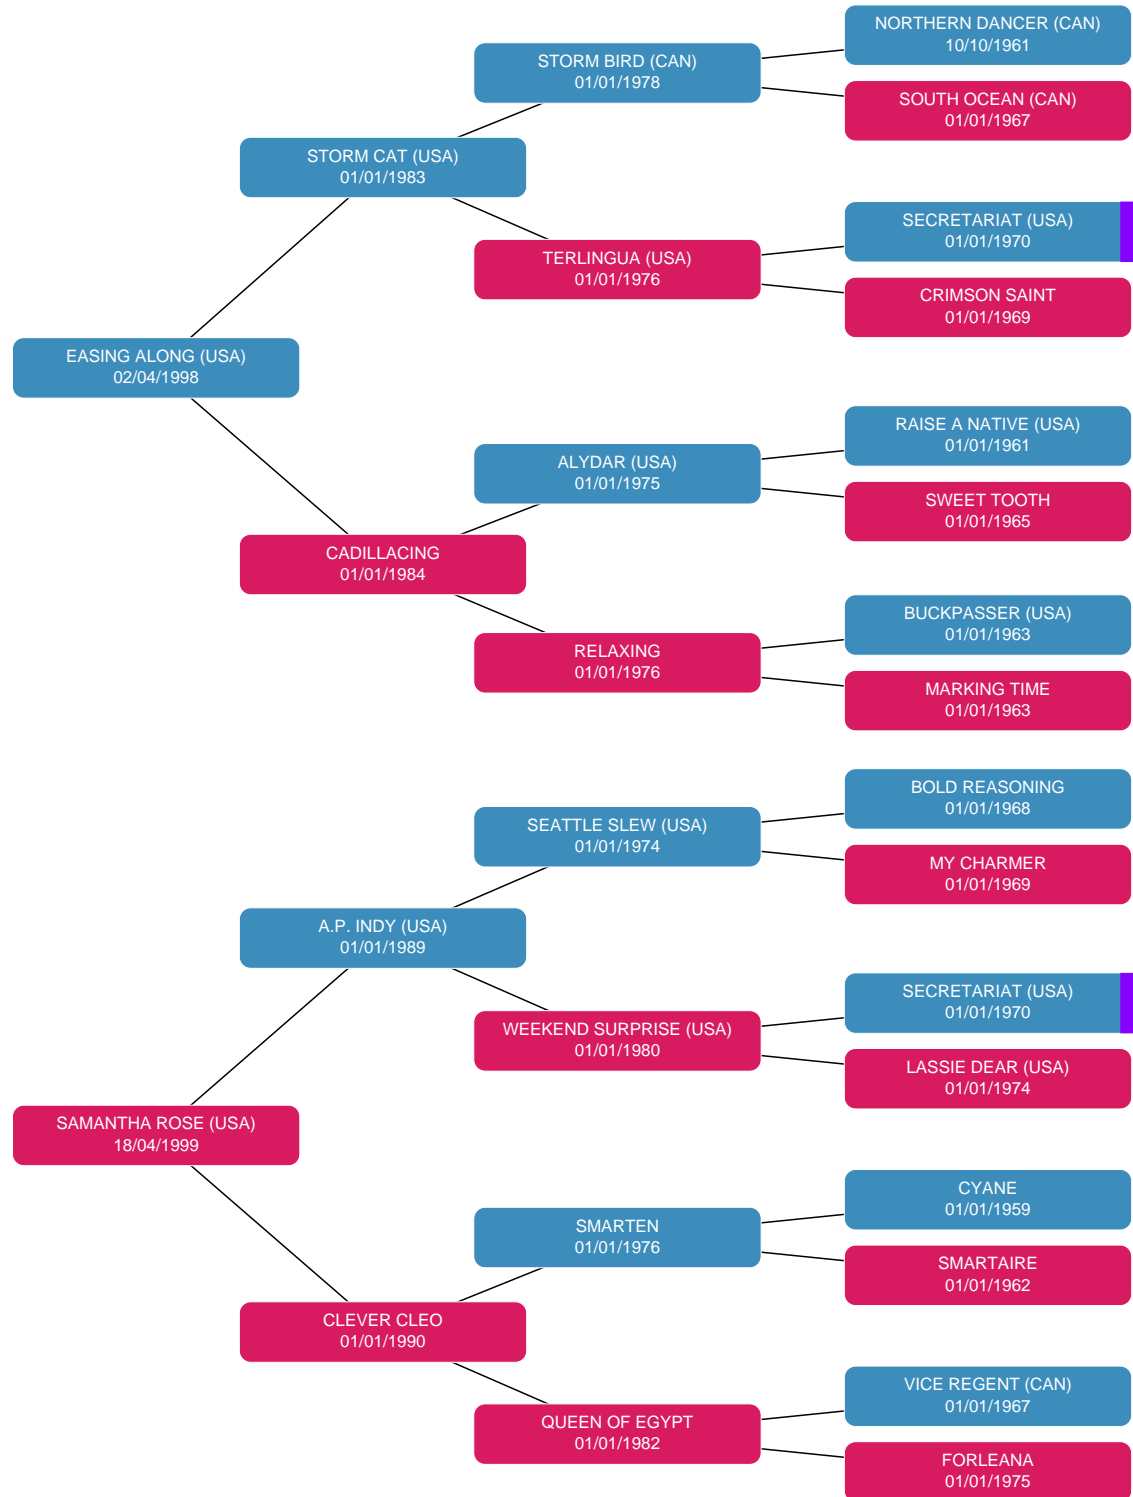 NORTHERN DANCER (CAN)
10/10/1961
STORM BIRD (CAN)
01/01/1978
SOUTH OCEAN (CAN)
01/01/1967
STORM CAT (USA)
01/01/1983
SECRETARIAT (USA)
01/01/1970
TERLINGUA (USA)
01/01/1976
CRIMSON SAINT
01/01/1969
EASING ALONG (USA)
02/04/1998
RAISE A NATIVE (USA)
01/01/1961
ALYDAR (USA)
01/01/1975
SWEET TOOTH
01/01/1965
CADILLACING
01/01/1984
BUCKPASSER (USA)
01/01/1963
RELAXING
01/01/1976
MARKING TIME
01/01/1963
BOLD REASONING
01/01/1968
SEATTLE SLEW (USA)
01/01/1974
MY CHARMER
01/01/1969
A.P. INDY (USA)
01/01/1989
SECRETARIAT (USA)
01/01/1970
WEEKEND SURPRISE (USA)
01/01/1980
LASSIE DEAR (USA)
01/01/1974
SAMANTHA ROSE (USA)
18/04/1999
CYANE
01/01/1959
SMARTEN
01/01/1976
SMARTAIRE
01/01/1962
CLEVER CLEO
01/01/1990
VICE REGENT (CAN)
01/01/1967
QUEEN OF EGYPT
01/01/1982
FORLEANA
01/01/1975